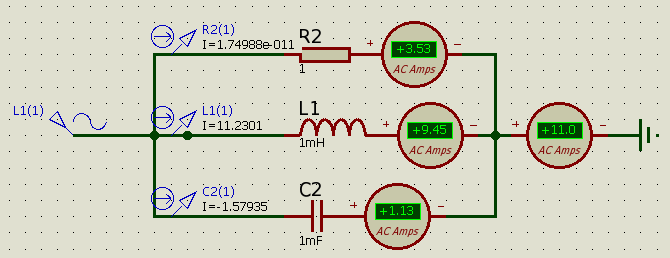 R2(1)
I=1.74988e-011
R2
1
+
+3.53
−
AC Amps
L1(1)
L1(1)
I=11.2301
L1
1mH
+
+9.45
−
AC Amps
+
+11.0
−
AC Amps
C2(1)
I=-1.57935
C2
1mF
+
+1.13
−
AC Amps